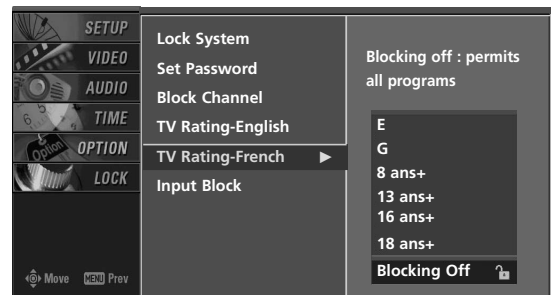 SETUP
VIDEO
AUDIO
TIME
OPTION
LOCK
Move MENU Prev
Lock System
Set Password
Block Channel
TV Rating-English
TV Rating-French ►
Input Block
Blocking off : permits
all programs
E
G
8 ans+
13 ans+
16 ans+
18 ans+
Blocking Off